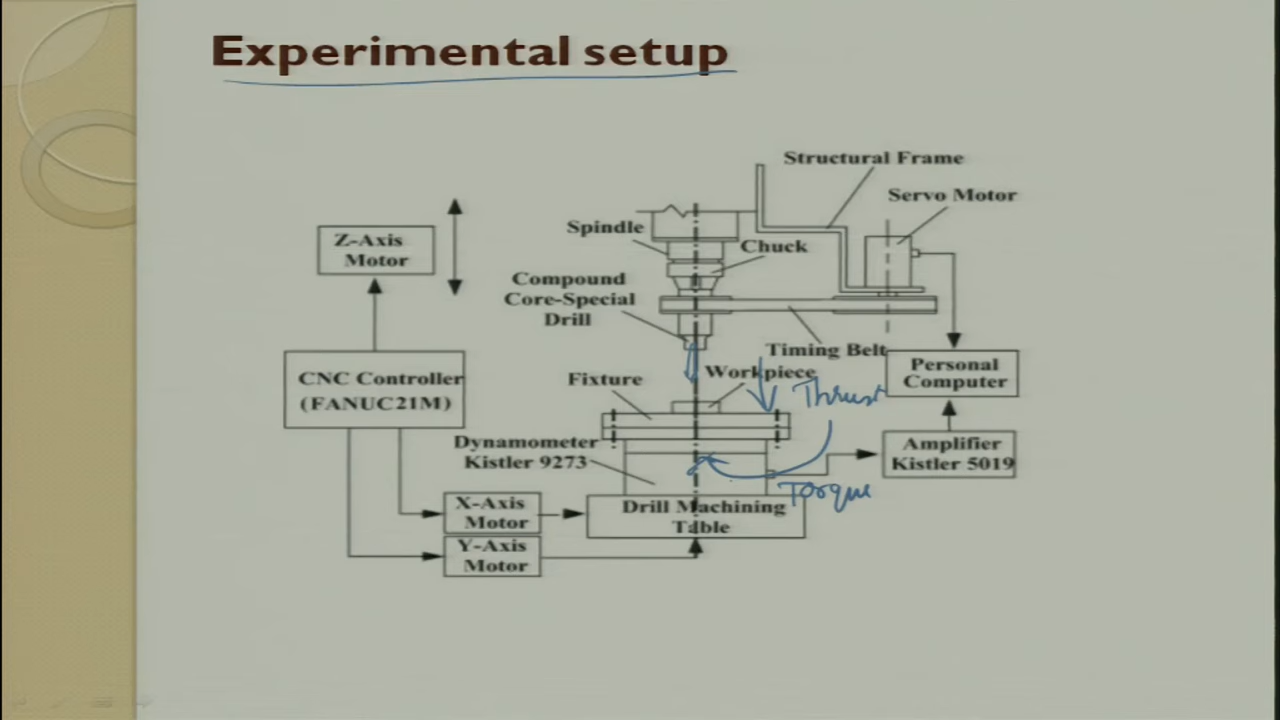 Experimental setup
Structural Frame
Servo Motor
Spindle
Z-Axis
Motor
Chuck
Compound
Core-Special
Drill
Timing Belt
Personal
Computer
CNC Controller
(FANUC21M)
Fixture
Workpiece
Thrust
Dynamometer
Kistler 9273
Amplifier
Kistler 5019
Torque
X-Axis
Motor
Drill Machining
Table
Y-Axis
Motor